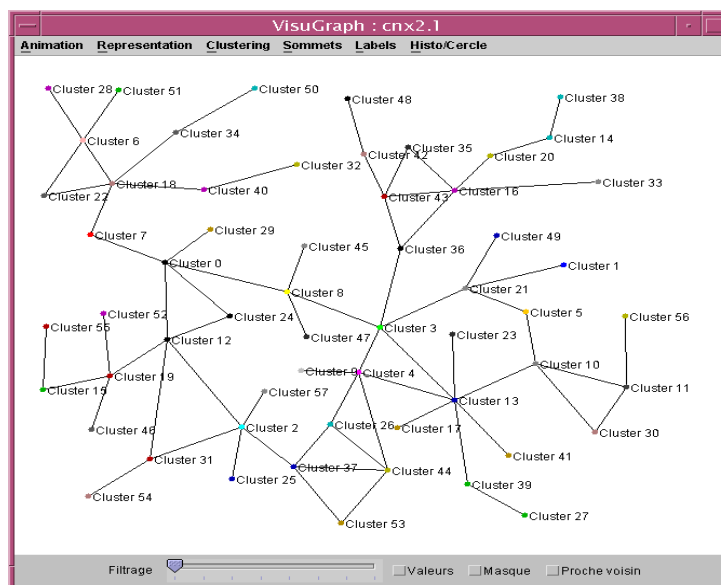 VisuGraph : cnx2.1
Animation Representation Clustering Sommets Labels Histo/Cercle
Cluster 28
Cluster 51
Cluster 50
Cluster 48
Cluster 38
Cluster 6
Cluster 34
Cluster 42
Cluster 35
Cluster 14
Cluster 20
Cluster 32
Cluster 18
Cluster 40
Cluster 22
Cluster 43
Cluster 16
Cluster 33
Cluster 7
Cluster 29
Cluster 45
Cluster 36
Cluster 49
Cluster 0
Cluster 1
Cluster 8
Cluster 21
Cluster 52
Cluster 24
Cluster 5
Cluster 56
Cluster 55
Cluster 3
Cluster 12
Cluster 47
Cluster 23
Cluster 10
Cluster 19
Cluster 9
Cluster 4
Cluster 15
Cluster 57
Cluster 11
Cluster 13
Cluster 46
Cluster 2
Cluster 26
Cluster 17
Cluster 30
Cluster 31
Cluster 37
Cluster 44
Cluster 41
Cluster 25
Cluster 39
Cluster 54
Cluster 53
Cluster 27
Filtrage Valeurs Masque Proche voisin